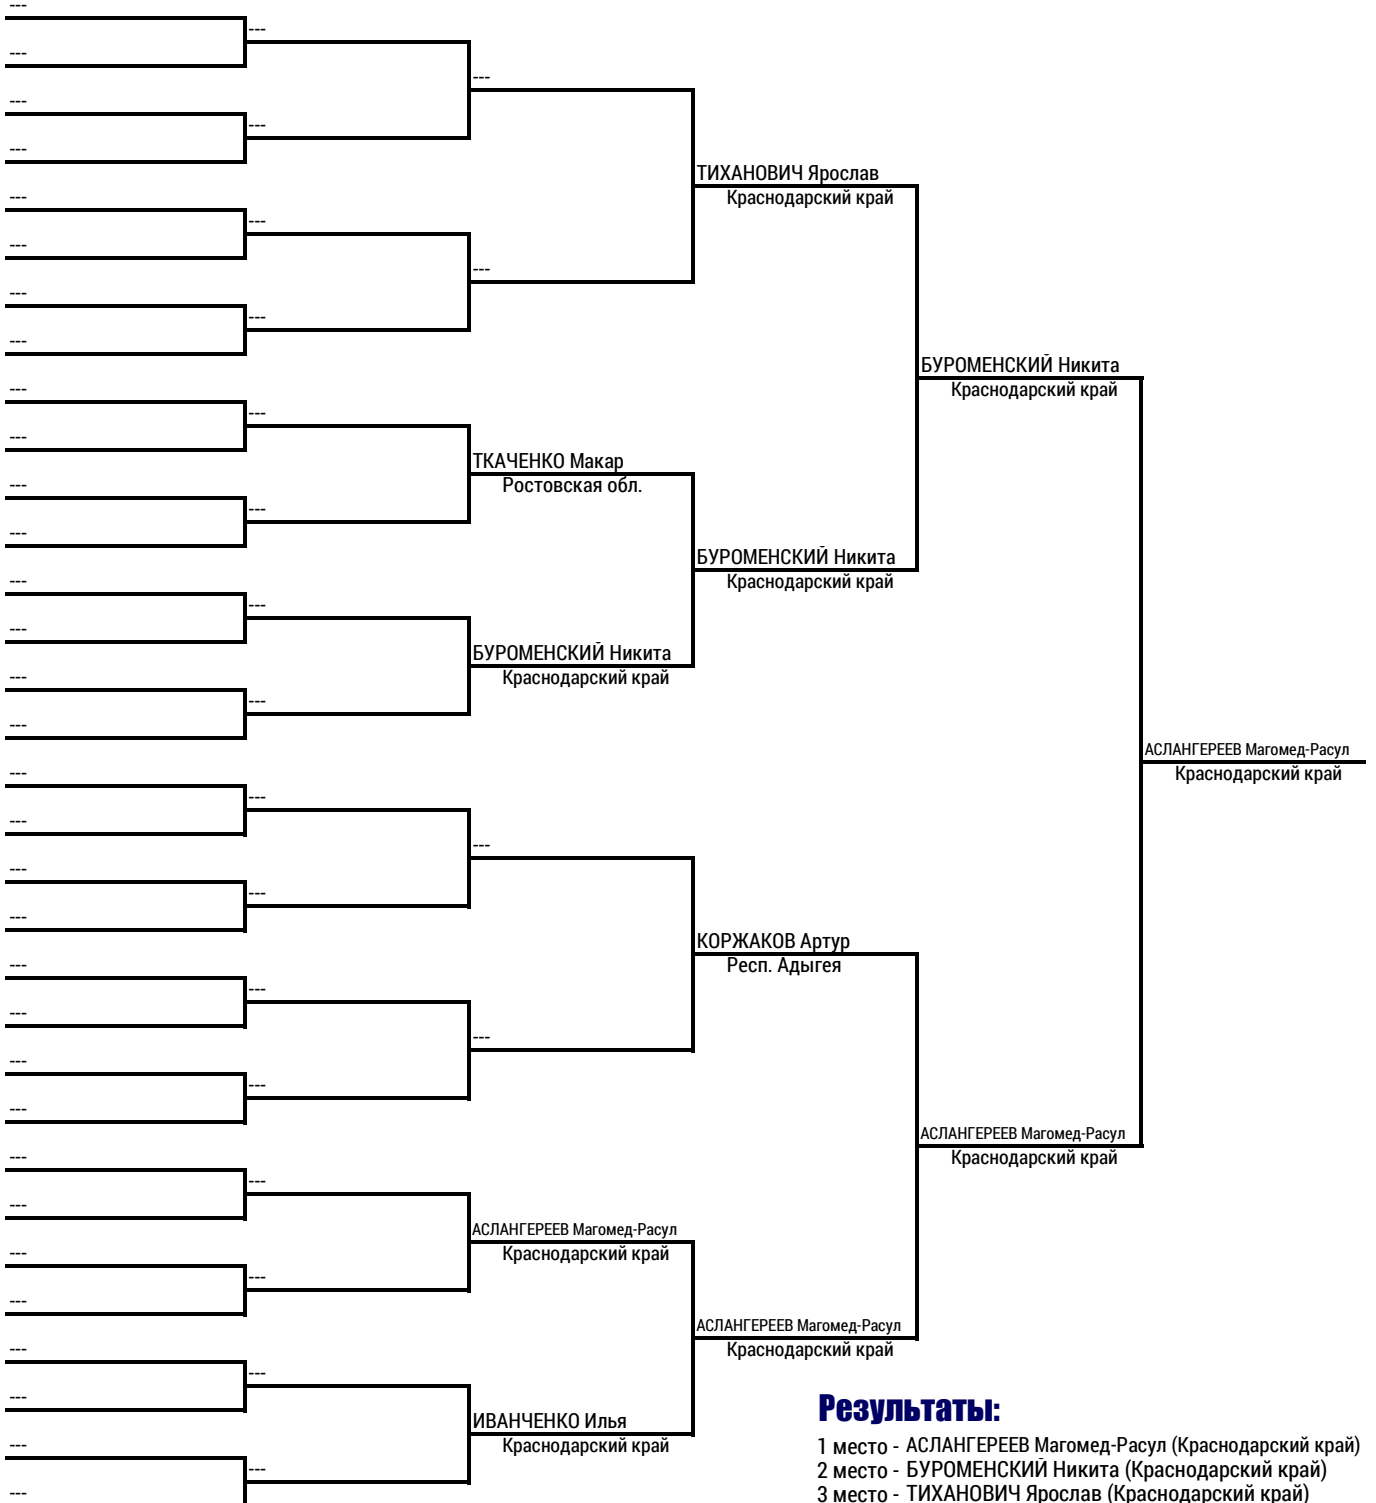 ---
---
---
---
---
---
---
---
---
---
---
---
---
---
ТИХАНОВИЧ Ярослав
Краснодарский край
БУРОМЕНСКИЙ Никита
Краснодарский край
---
---
---
---
---
---
ТКАЧЕНКО Макар
Ростовская обл.
БУРОМЕНСКИЙ Никита
Краснодарский край
---
---
---
---
---
---
БУРОМЕНСКИЙ Никита
Краснодарский край
АСЛАНГЕРЕЕВ Магомед-Расул
Краснодарский край
---
---
---
---
---
---
---
КОРЖАКОВ Артур
Респ. Адыгея
---
---
---
---
---
---
---
АСЛАНГЕРЕЕВ Магомед-Расул
Краснодарский край
---
---
---
---
---
---
АСЛАНГЕРЕЕВ Магомед-Расул
Краснодарский край
АСЛАНГЕРЕЕВ Магомед-Расул
Краснодарский край
---
---
---
---
---
---
ИВАНЧЕНКО Илья
Краснодарский край
Результаты:
1 место - АСЛАНГЕРЕЕВ Магомед-Расул (Краснодарский край)
2 место - БУРОМЕНСКИЙ Никита (Краснодарский край)
3 место - ТИХАНОВИЧ Ярослав (Краснодарский край)